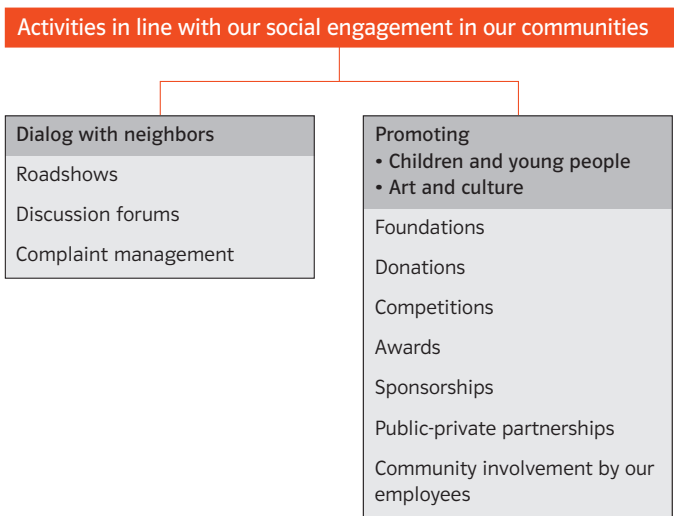 Activities in line with our social engagement in our communities
Dialog with neighbors
Roadshows
Discussion forums
Complaint management
Promoting
• Children and young people
• Art and culture
Foundations
Donations
Competitions
Awards
Sponsorships
Public-private partnerships
Community involvement by our
employees